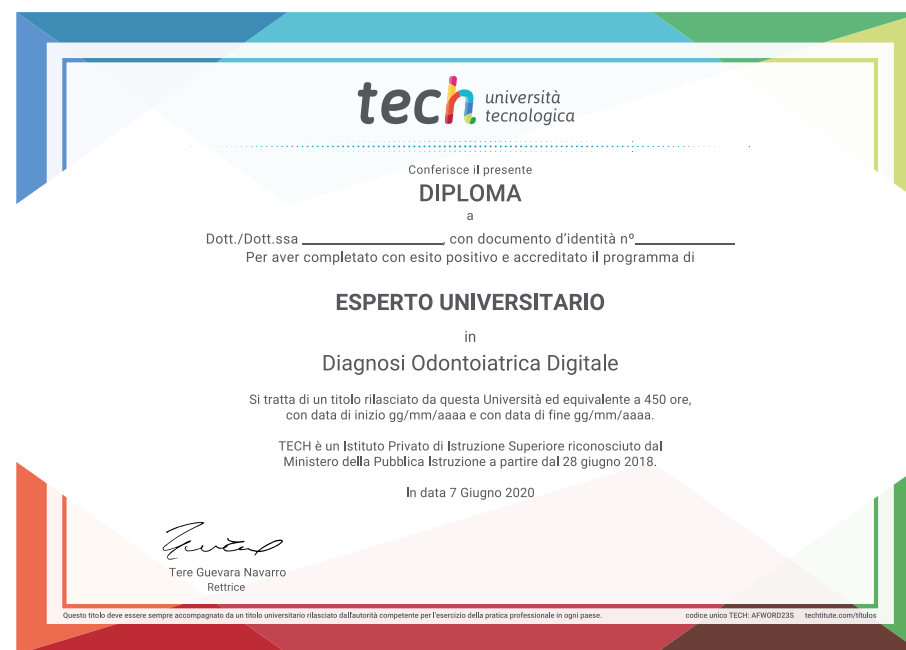 tech università
tecnologica
Conferisce il presente
DIPLOMA
a
Dott./Dott.ssa ____________________, con documento d'identità nº______________
Per aver completato con esito positivo e accreditato il programma di
ESPERTO UNIVERSITARIO
in
Diagnosi Odontoiatrica Digitale
Si tratta di un titolo rilasciato da questa Università ed equivalente a 450 ore,
con data di inizio gg/mm/aaaa e con data di fine gg/mm/aaaa.
TECH è un Istituto Privato di Istruzione Superiore riconosciuto dal
Ministero della Pubblica Istruzione a partire dal 28 giugno 2018.
In data 7 Giugno 2020
Tere Guevara Navarro
Rettrice
Questo titolo deve essere sempre accompagnato da un titolo universitario rilasciato dall'autorità competente per l'esercizio della pratica professionale in ogni paese. codice unico TECH: AFWORD23S techtitute.com/titulos